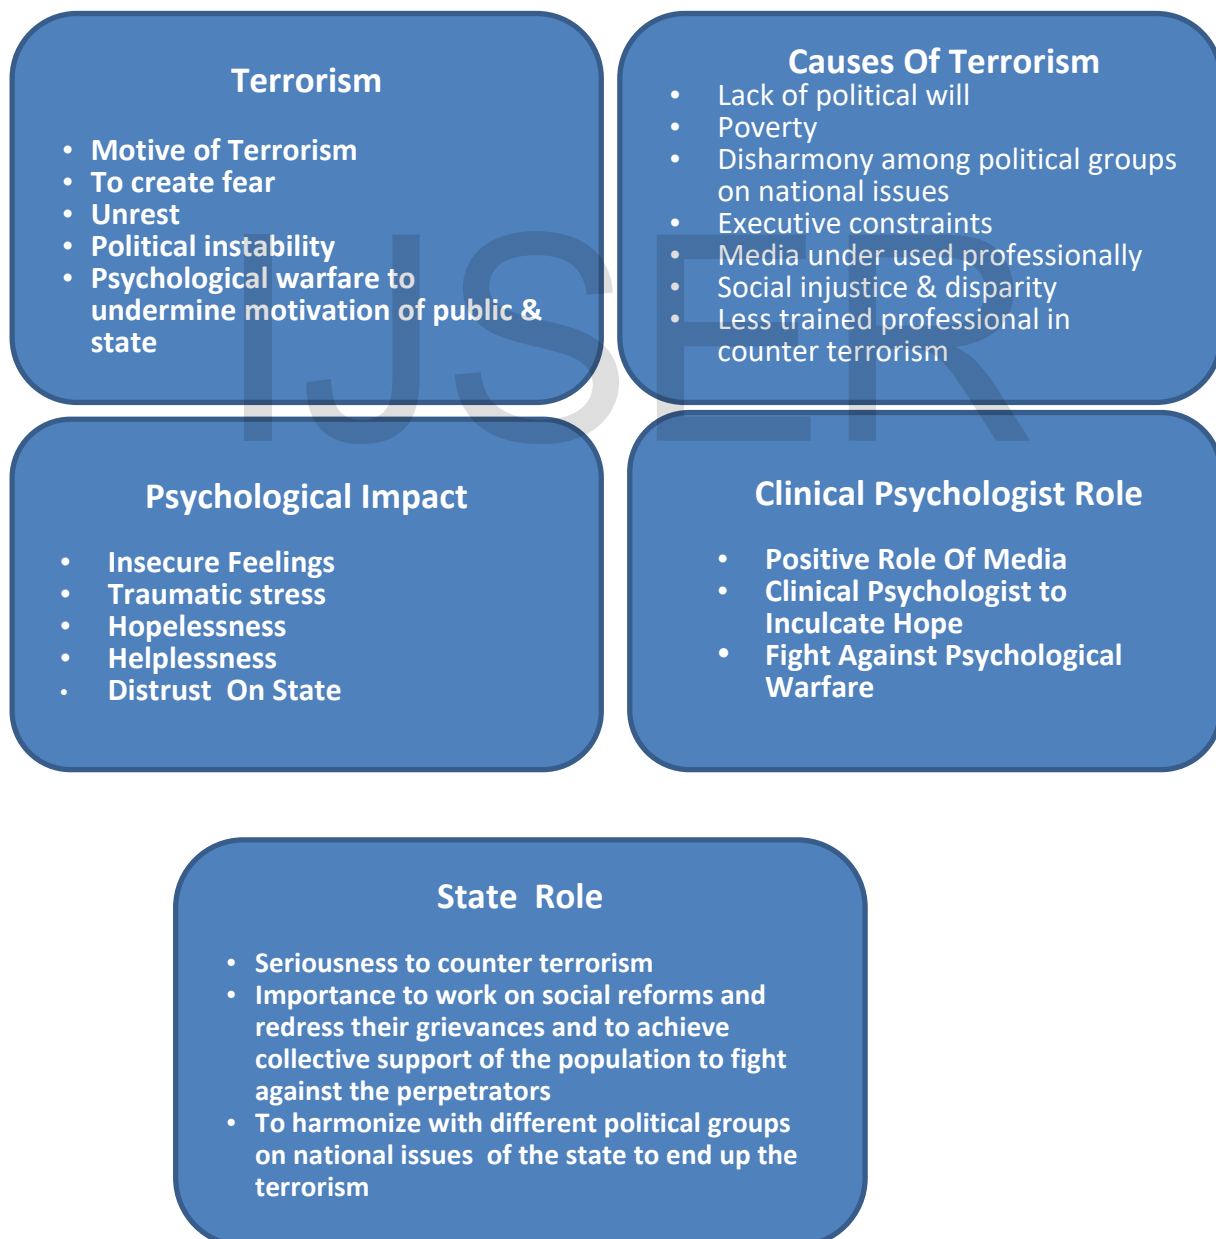 Terrorism
• Motive of Terrorism
• To create fear
• Unrest
• Political instability
• Psychological warfare to
undermine motivation of public &
state
Causes Of Terrorism
• Lack of political will
• Poverty
• Disharmony among political groups
on national issues
• Executive constraints
• Media under used professionally
• Social injustice & disparity
• Less trained professional in
counter terrorism
IJSER
Psychological Impact
• Insecure Feelings
• Traumatic stress
• Hopelessness
• Helplessness
• Distrust On State
Clinical Psychologist Role
• Positive Role Of Media
• Clinical Psychologist to
Inculcate Hope
• Fight Against Psychological
Warfare
State Role
• Seriousness to counter terrorism
• Importance to work on social reforms and
redress their grievances and to achieve
collective support of the population to fight
against the perpetrators
• To harmonize with different political groups
on national issues of the state to end up the
terrorism